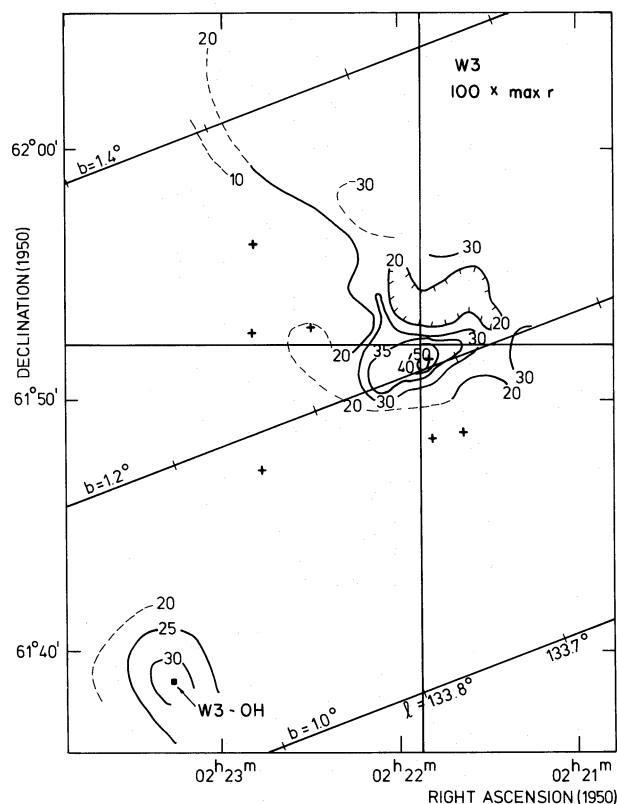 20
W3
100 x max r
62°00'
b=1.4°
10
30
30
20
20
DECLINATION (1950)
20
35
50
40
30
30
61°50'
20
30
20
b=1.2°
20
25
61°40'
30
W3-OH
b=1.0°
ℓ=133.8°
133.7°
02ʰ23ᵐ
02ʰ22ᵐ
02ʰ21ᵐ
RIGHT ASCENSION (1950)